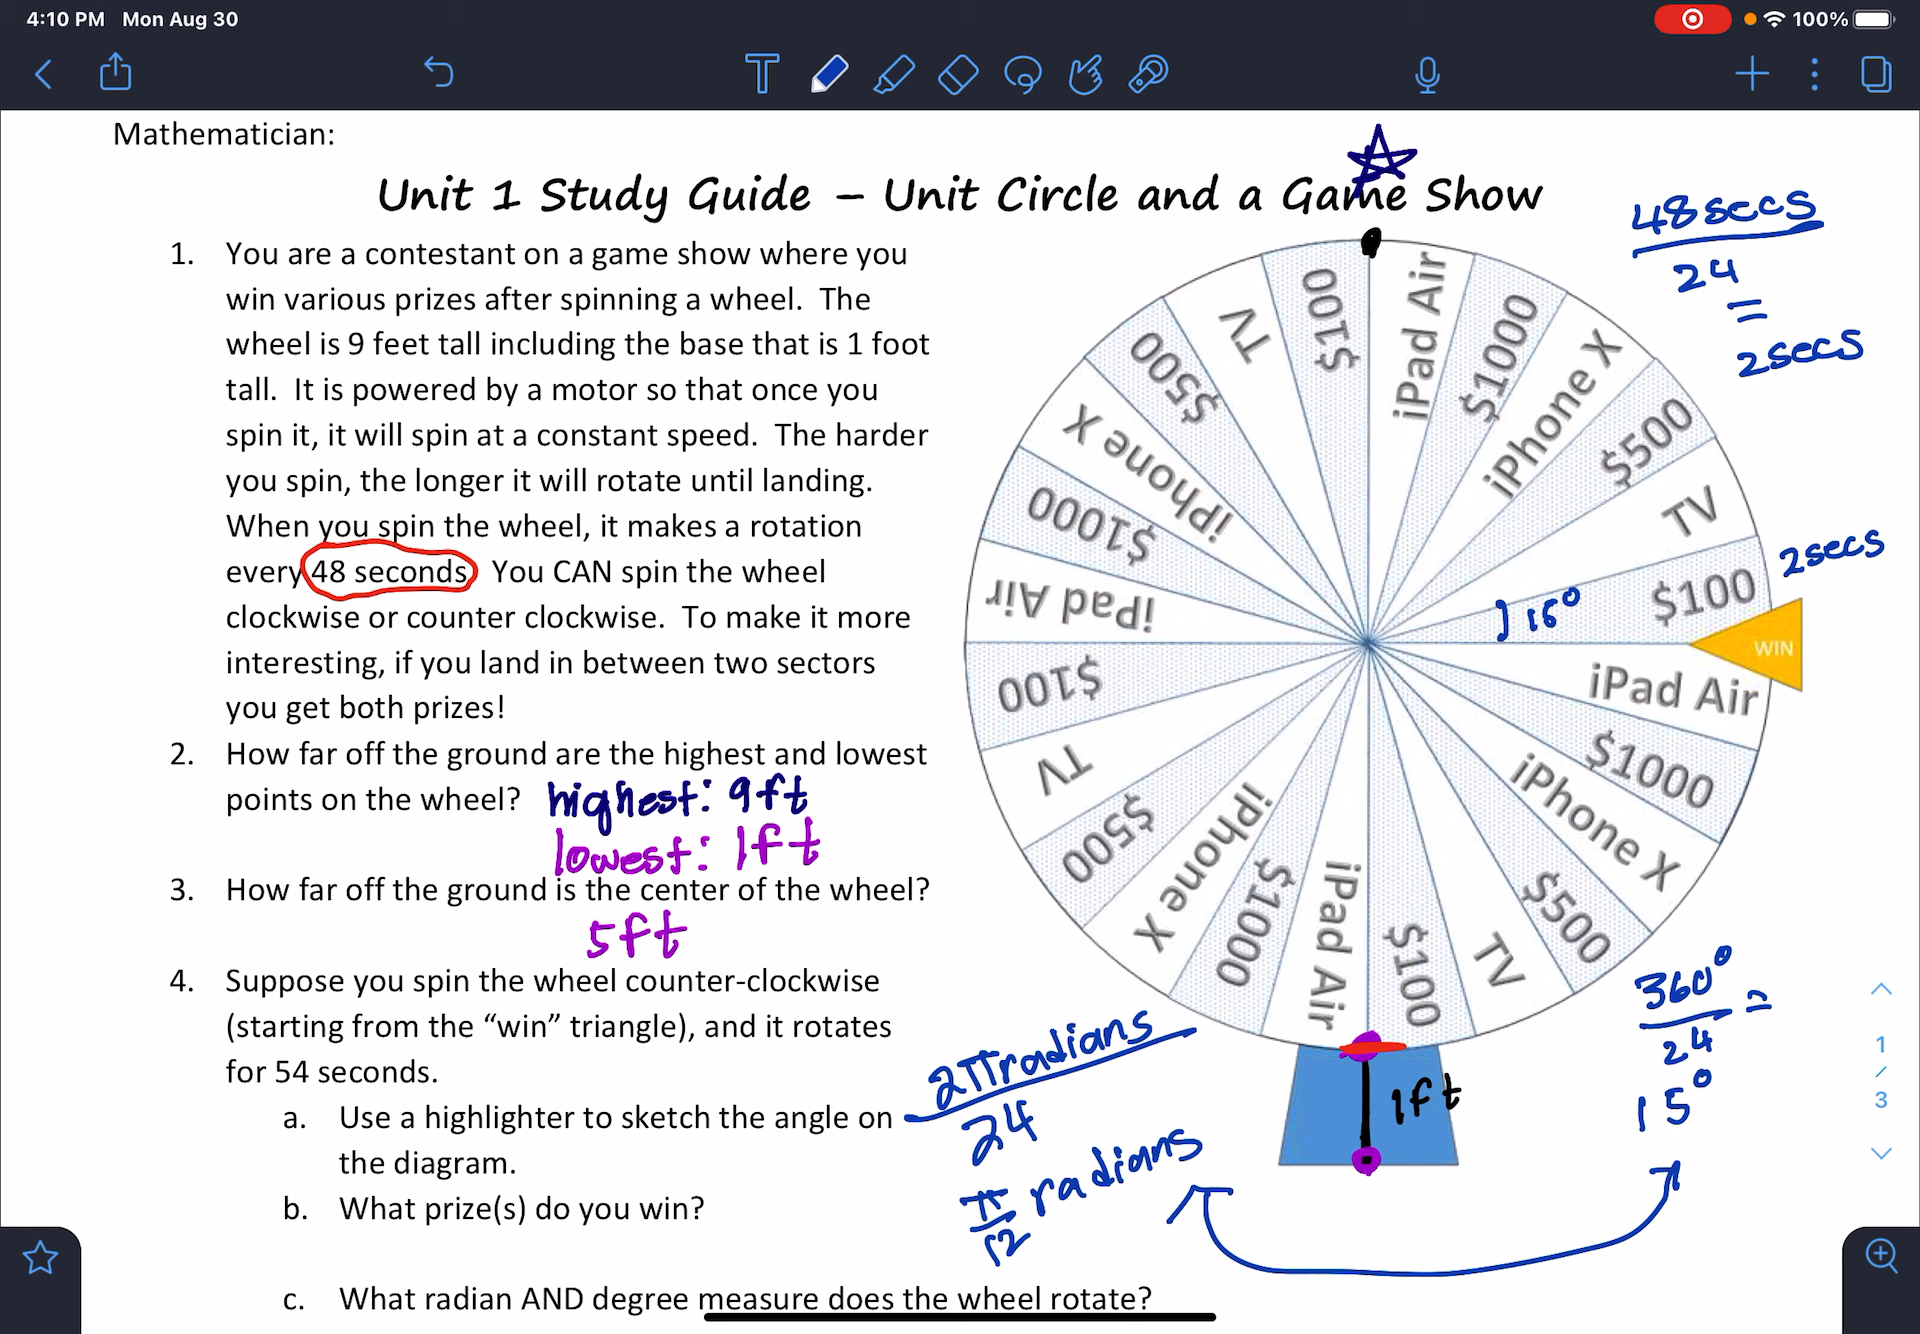 4:10 PM Mon Aug 30
100%
Mathematician:
Unit 1 Study Guide – Unit Circle and a Game Show
1. You are a contestant on a game show where you
win various prizes after spinning a wheel. The
wheel is 9 feet tall including the base that is 1 foot
tall. It is powered by a motor so that once you
spin it, it will spin at a constant speed. The harder
you spin, the longer it will rotate until landing.
When you spin the wheel, it makes a rotation
every 48 seconds. You CAN spin the wheel
clockwise or counter clockwise. To make it more
interesting, if you land in between two sectors
you get both prizes!
2. How far off the ground are the highest and lowest
points on the wheel? highest: 9ft
lowest: 1ft
3. How far off the ground is the center of the wheel?
5ft
4. Suppose you spin the wheel counter-clockwise
(starting from the “win” triangle), and it rotates
for 54 seconds.
a. Use a highlighter to sketch the angle on
the diagram.
b. What prize(s) do you win?
c. What radian AND degree measure does the wheel rotate?
48 secs
24
=
2 secs
iPad Air
$1000
iPhone X
$500
TV
$100
iPad Air
$1000
iPhone X
$500
TV
$100
iPad Air
$1000
iPhone X
$500
TV
$100
iPad Air
$1000
iPhone X
$500
TV
$100
2 secs
15°
WIN
360° =
24
15°
1ft
2π radians
24
π radians
12
1
/
3